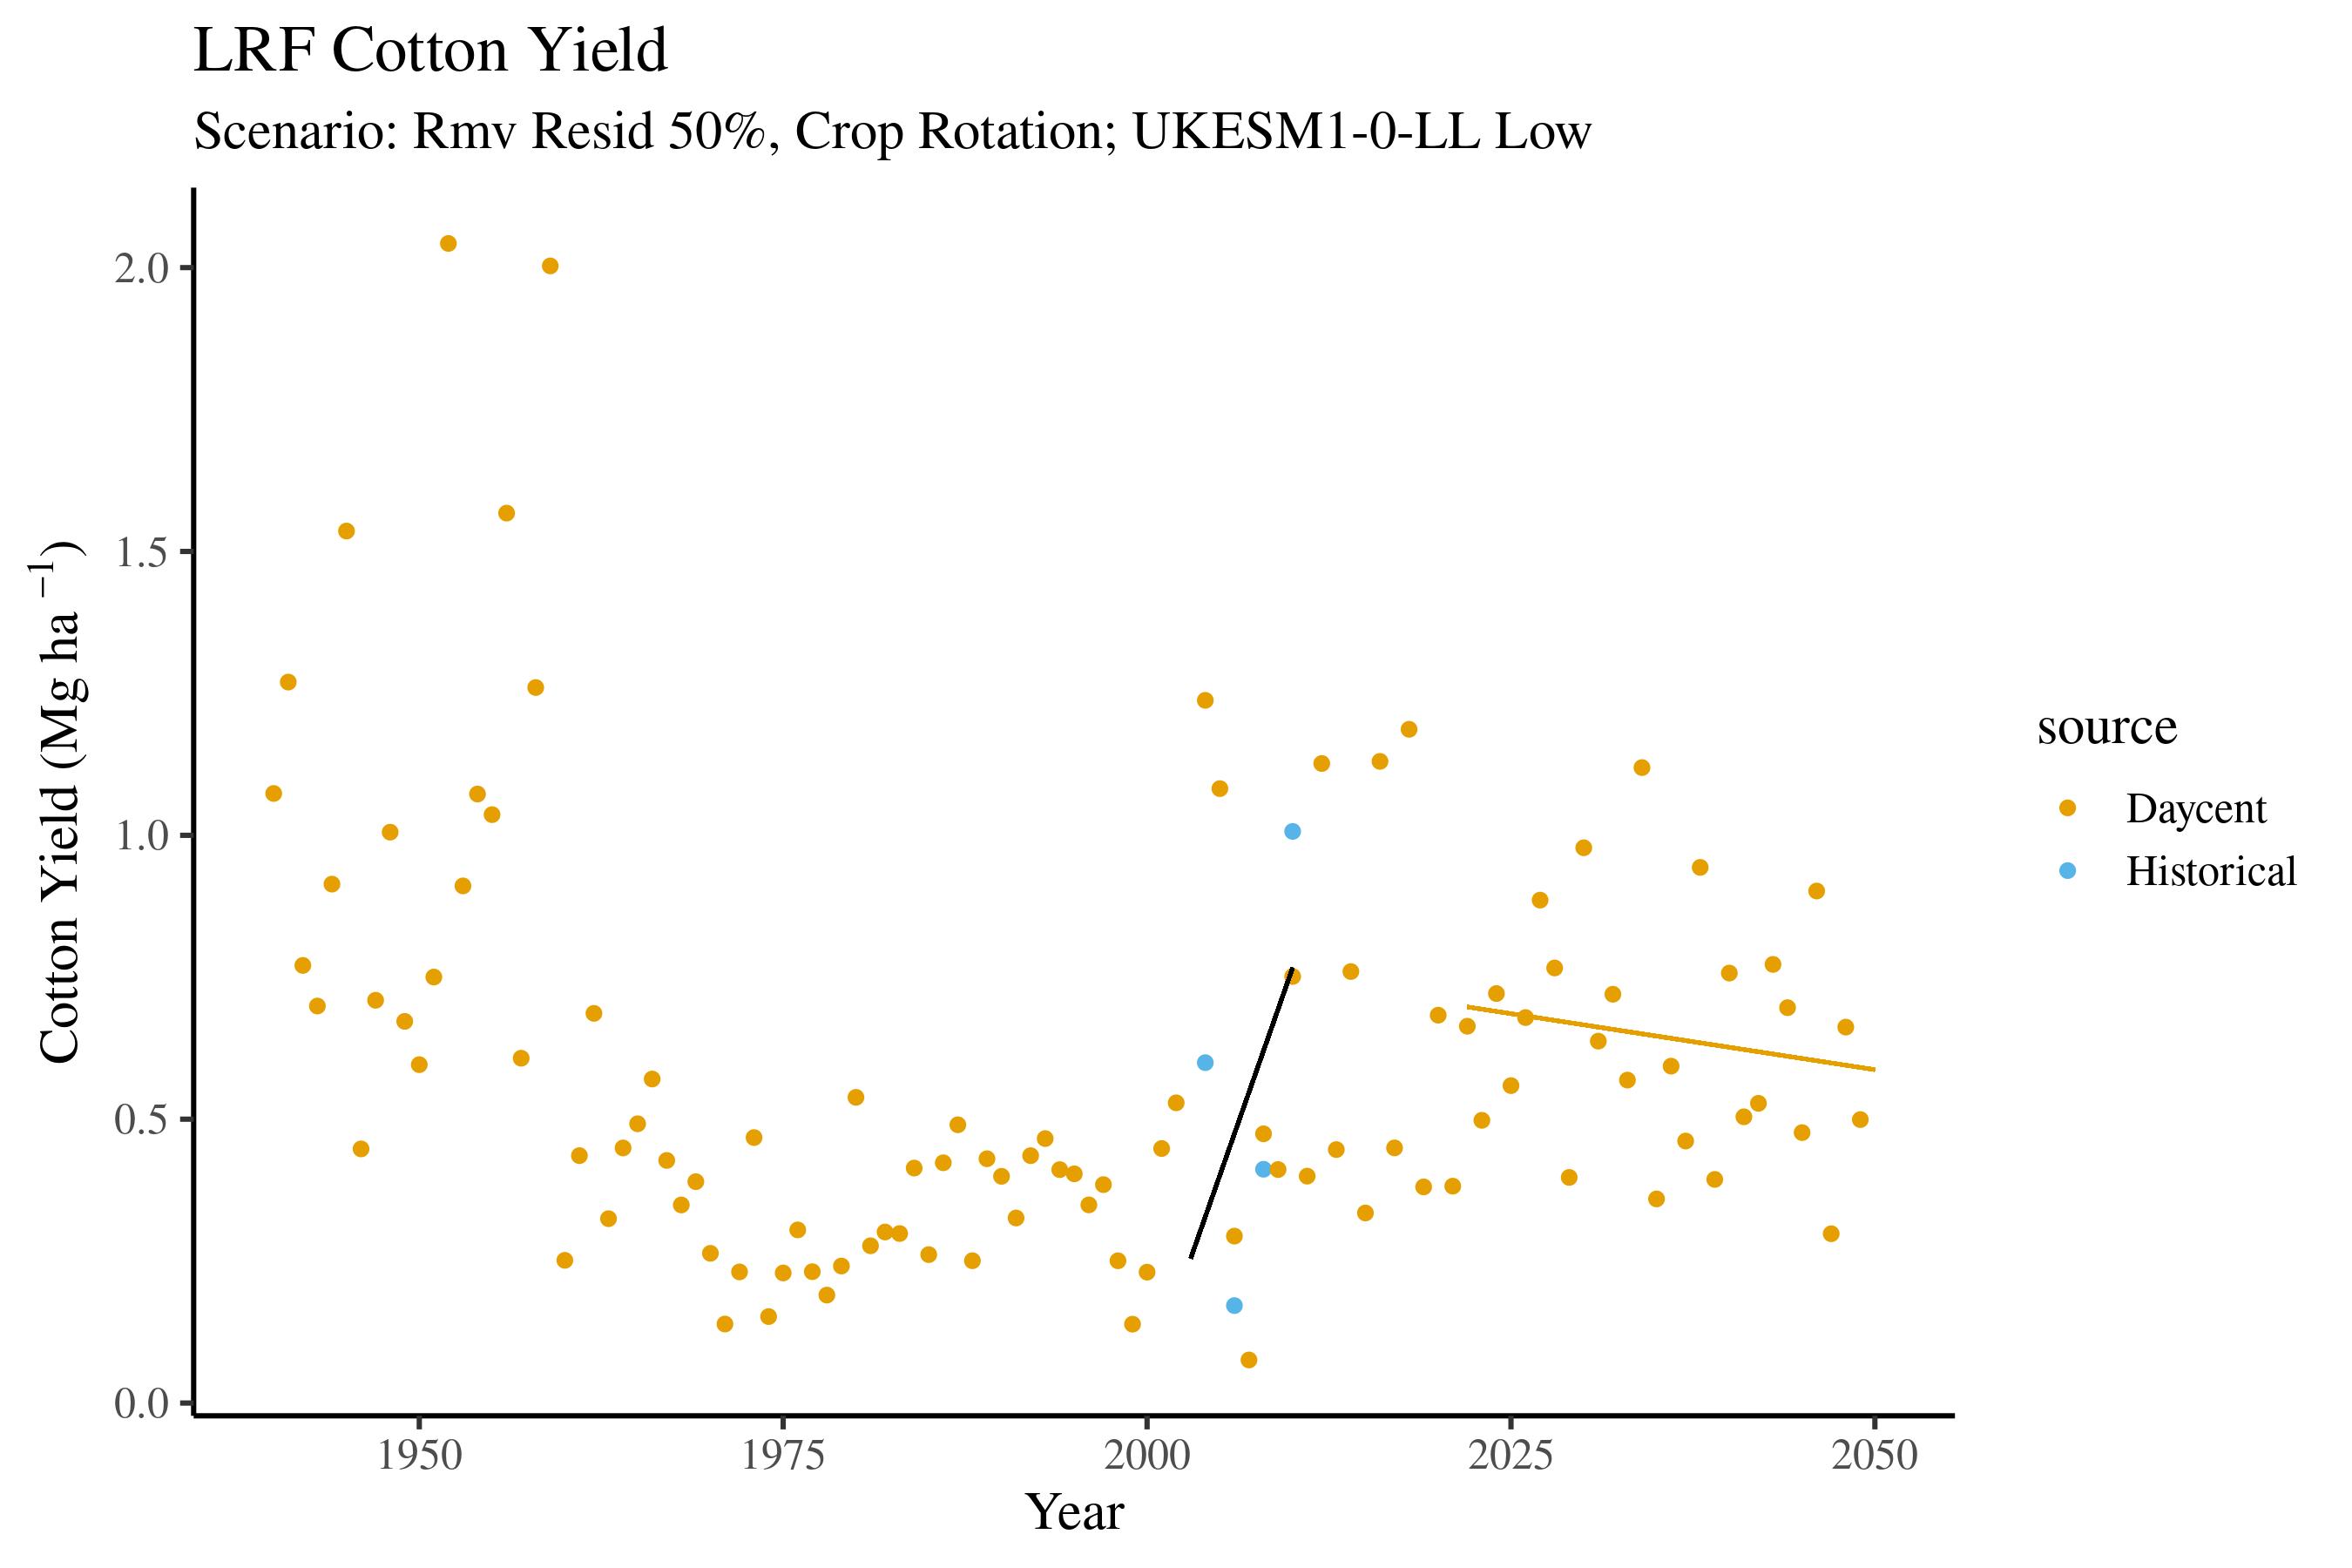 LRF Cotton Yield
Scenario: Rmv Resid 50%, Crop Rotation; UKESM1-0-LL Low
Cotton Yield (Mg ha⁻¹)
2.0
1.5
1.0
0.5
0.0
1950 1975 2000 2025 2050
Year
source
Daycent
Historical